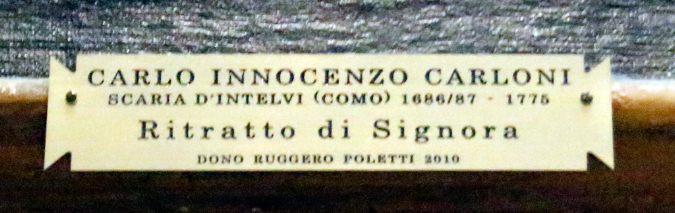 CARLO INNOCENZO CARLONI
SCARIA D'INTELVI (COMO) 1686/87 - 1775
Ritratto di Signora
DONO RUGGERO POLETTI 2010